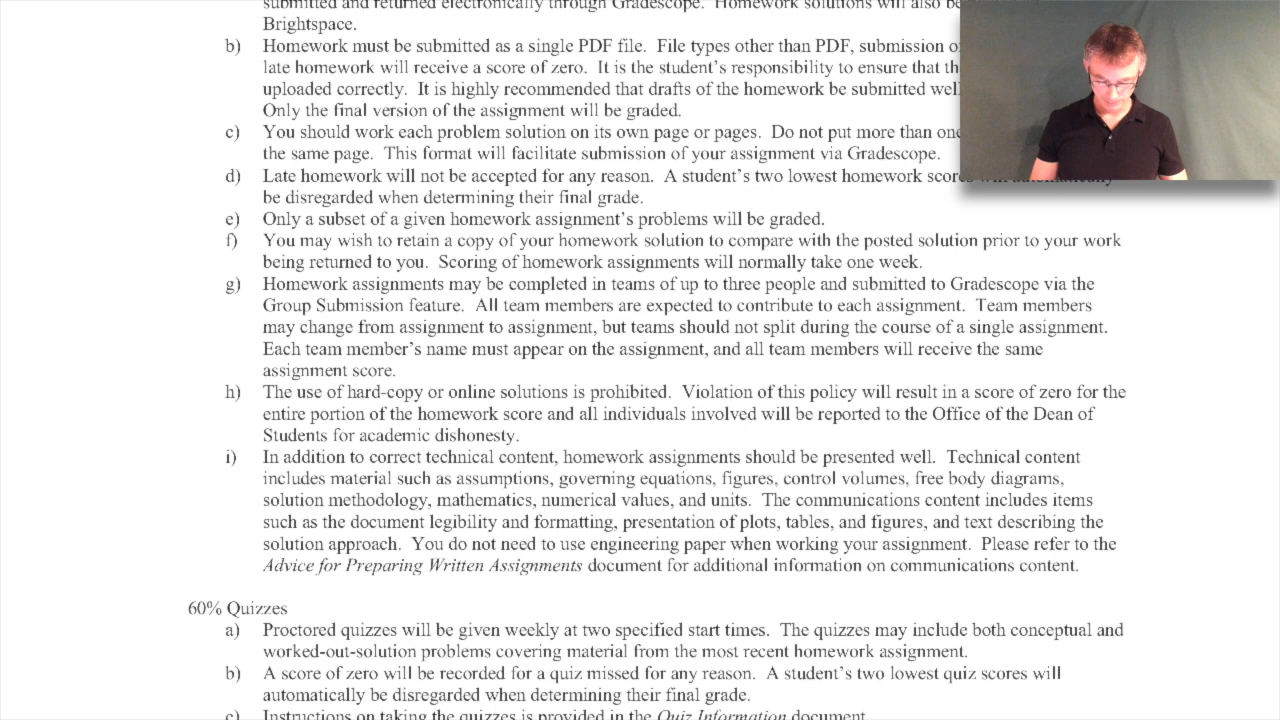 submitted and returned electronically through Gradescope. Homework solutions will also be
Brightspace.
b) Homework must be submitted as a single PDF file. File types other than PDF, submission
late homework will receive a score of zero. It is the student's responsibility to ensure that
uploaded correctly. It is highly recommended that drafts of the homework be submitted well
Only the final version of the assignment will be graded.
c) You should work each problem solution on its own page or pages. Do not put more than one
the same page. This format will facilitate submission of your assignment via Gradescope.
d) Late homework will not be accepted for any reason. A student's two lowest homework scores will automatically
be disregarded when determining their final grade.
e) Only a subset of a given homework assignment's problems will be graded.
f) You may wish to retain a copy of your homework solution to compare with the posted solution prior to your work
being returned to you. Scoring of homework assignments will normally take one week.
g) Homework assignments may be completed in teams of up to three people and submitted to Gradescope via the
Group Submission feature. All team members are expected to contribute to each assignment. Team members
may change from assignment to assignment, but teams should not split during the course of a single assignment.
Each team member's name must appear on the assignment, and all team members will receive the same
assignment score.
h) The use of hard-copy or online solutions is prohibited. Violation of this policy will result in a score of zero for the
entire portion of the homework score and all individuals involved will be reported to the Office of the Dean of
Students for academic dishonesty.
i) In addition to correct technical content, homework assignments should be presented well. Technical content
includes material such as assumptions, governing equations, figures, control volumes, free body diagrams,
solution methodology, mathematics, numerical values, and units. The communications content includes items
such as the document legibility and formatting, presentation of plots, tables, and figures, and text describing the
solution approach. You do not need to use engineering paper when working your assignment. Please refer to the
Advice for Preparing Written Assignments document for additional information on communications content.
60% Quizzes
a) Proctored quizzes will be given weekly at two specified start times. The quizzes may include both conceptual and
worked-out-solution problems covering material from the most recent homework assignment.
b) A score of zero will be recorded for a quiz missed for any reason. A student's two lowest quiz scores will
automatically be disregarded when determining their final grade.
c) Instructions on taking the quizzes is provided in the Quiz Information document.